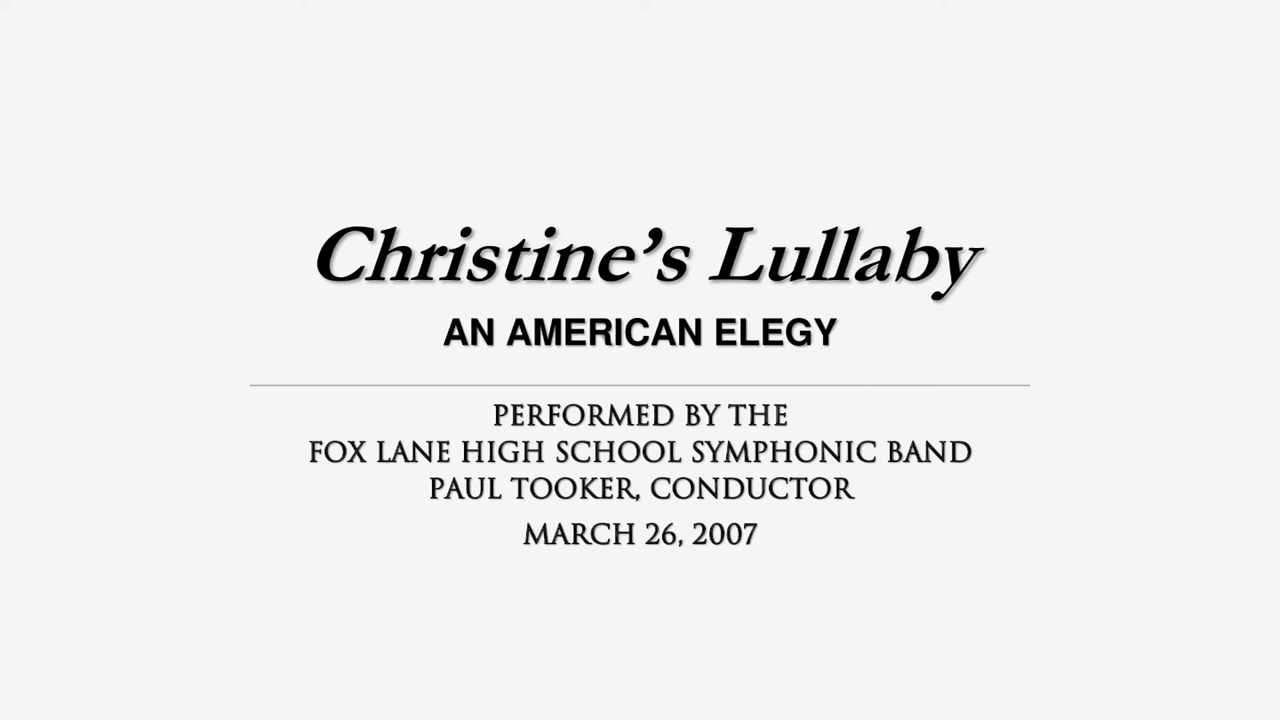 Christine’s Lullaby
AN AMERICAN ELEGY
PERFORMED BY THE
FOX LANE HIGH SCHOOL SYMPHONIC BAND
PAUL TOOKER, CONDUCTOR
MARCH 26, 2007